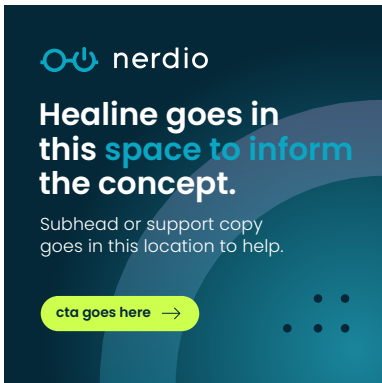 nerdio
Healine goes in
this space to inform
the concept.
Subhead or support copy
goes in this location to help.
cta goes here